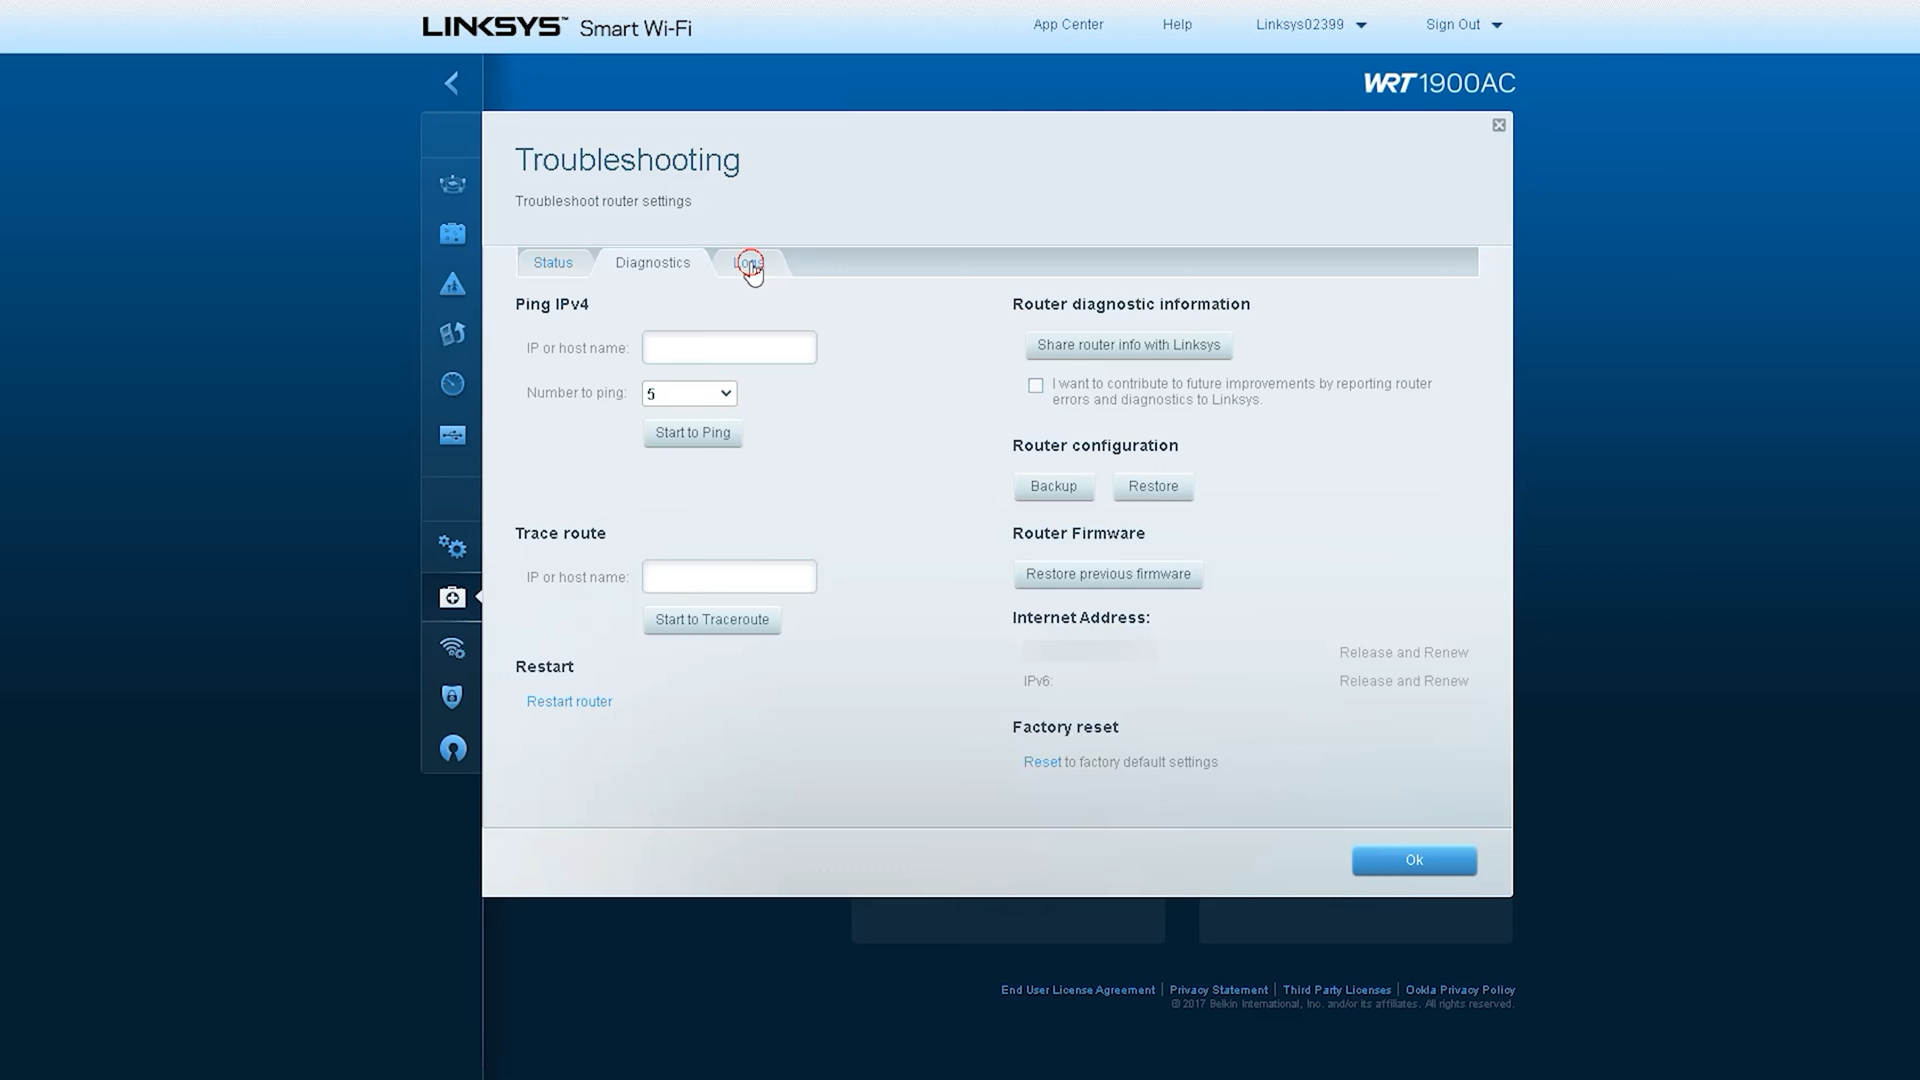 LINKSYS™ Smart Wi-Fi
App Center
Help
Linksys02399
Sign Out
WRT1900AC
Troubleshooting
Troubleshoot router settings
Status
Diagnostics
Logs
Ping IPv4
IP or host name:
Number to ping: 5
Start to Ping
Trace route
IP or host name:
Start to Traceroute
Restart
Restart router
Router diagnostic information
Share router info with Linksys
I want to contribute to future improvements by reporting router
errors and diagnostics to Linksys.
Router configuration
Backup Restore
Router Firmware
Restore previous firmware
Internet Address:
Release and Renew
IPv6: Release and Renew
Factory reset
Reset to factory default settings
Ok
End User License Agreement | Privacy Statement | Third Party Licenses | Ookla Privacy Policy
© 2017 Belkin International, Inc. and/or its affiliates. All rights reserved.